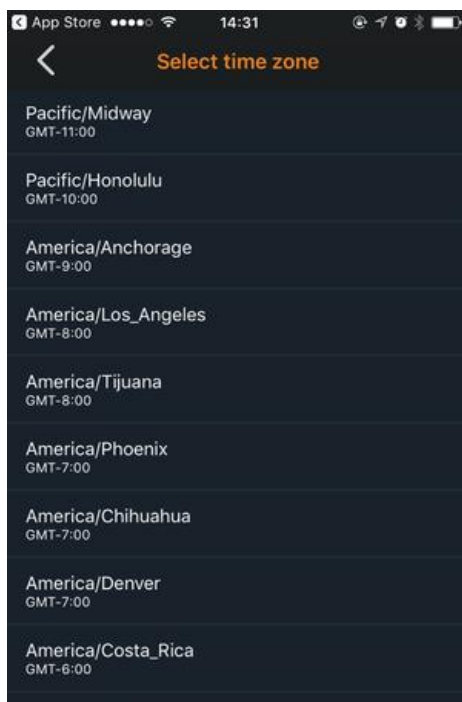 App Store 14:31
Select time zone
Pacific/Midway
GMT-11:00
Pacific/Honolulu
GMT-10:00
America/Anchorage
GMT-9:00
America/Los_Angeles
GMT-8:00
America/Tijuana
GMT-8:00
America/Phoenix
GMT-7:00
America/Chihuahua
GMT-7:00
America/Denver
GMT-7:00
America/Costa_Rica
GMT-6:00